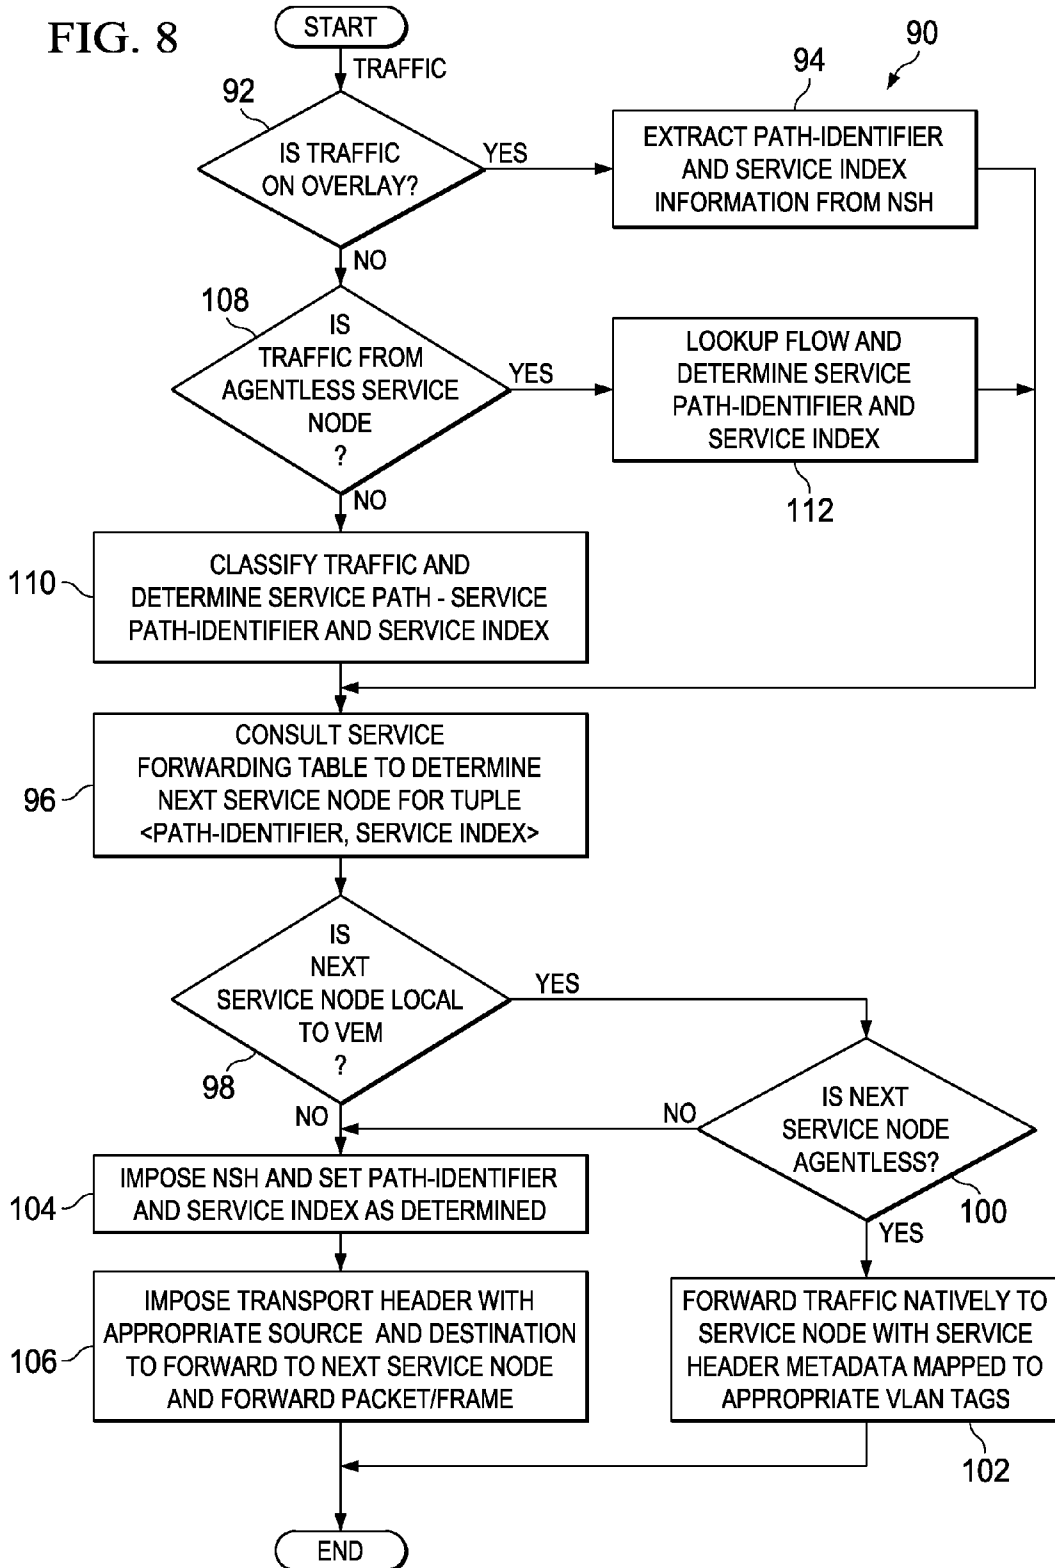 FIG. 8
START
TRAFFIC
90
92
94
IS TRAFFIC
ON OVERLAY?
YES
EXTRACT PATH-IDENTIFIER
AND SERVICE INDEX
INFORMATION FROM NSH
NO
108
IS
TRAFFIC FROM
AGENTLESS SERVICE
NODE
?
YES
LOOKUP FLOW AND
DETERMINE SERVICE
PATH-IDENTIFIER AND
SERVICE INDEX
112
NO
110
CLASSIFY TRAFFIC AND
DETERMINE SERVICE PATH - SERVICE
PATH-IDENTIFIER AND SERVICE INDEX
96
CONSULT SERVICE
FORWARDING TABLE TO DETERMINE
NEXT SERVICE NODE FOR TUPLE
<PATH-IDENTIFIER, SERVICE INDEX>
IS
NEXT
SERVICE NODE LOCAL
TO VEM
?
98
YES
NO
IS NEXT
SERVICE NODE
AGENTLESS?
100
NO
YES
104
IMPOSE NSH AND SET PATH-IDENTIFIER
AND SERVICE INDEX AS DETERMINED
106
IMPOSE TRANSPORT HEADER WITH
APPROPRIATE SOURCE AND DESTINATION
TO FORWARD TO NEXT SERVICE NODE
AND FORWARD PACKET/FRAME
FORWARD TRAFFIC NATIVELY TO
SERVICE NODE WITH SERVICE
HEADER METADATA MAPPED TO
APPROPRIATE VLAN TAGS
102
END